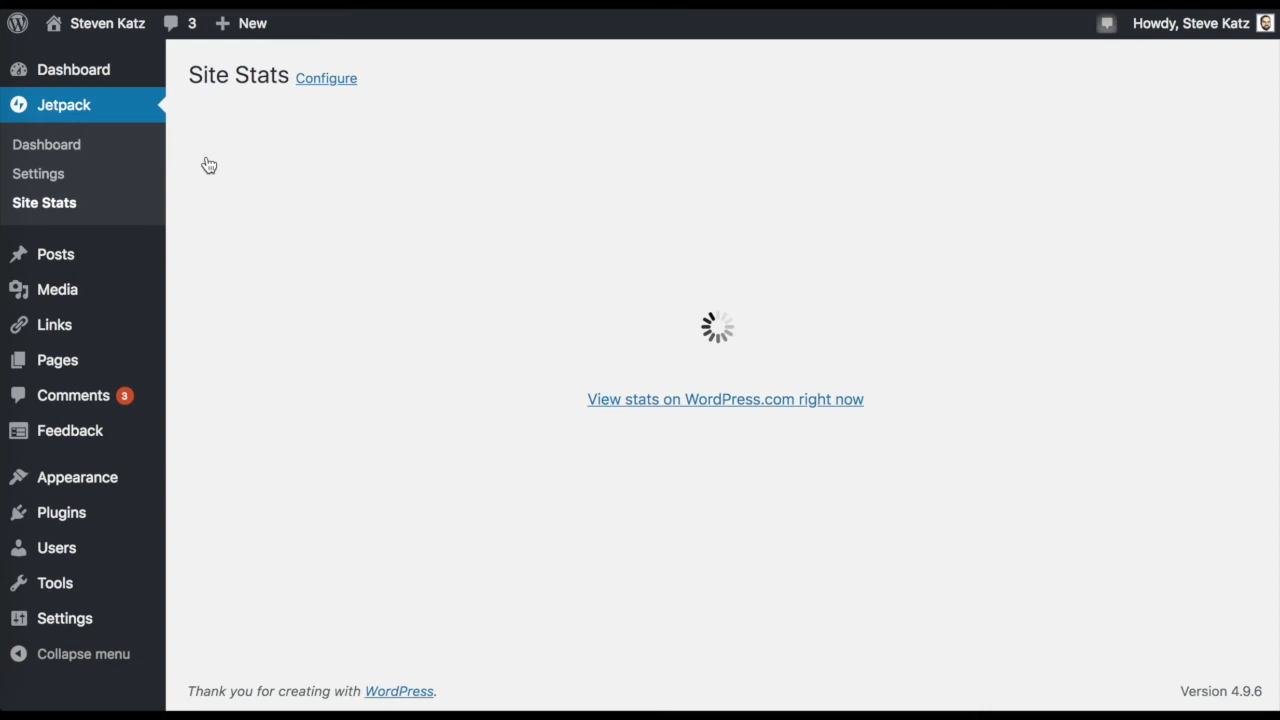 Steven Katz
3
New
Howdy, Steve Katz
Dashboard
Jetpack
Dashboard
Settings
Site Stats
Posts
Media
Links
Pages
Comments 3
Feedback
Appearance
Plugins
Users
Tools
Settings
Collapse menu
Site Stats Configure
View stats on WordPress.com right now
Thank you for creating with WordPress.
Version 4.9.6